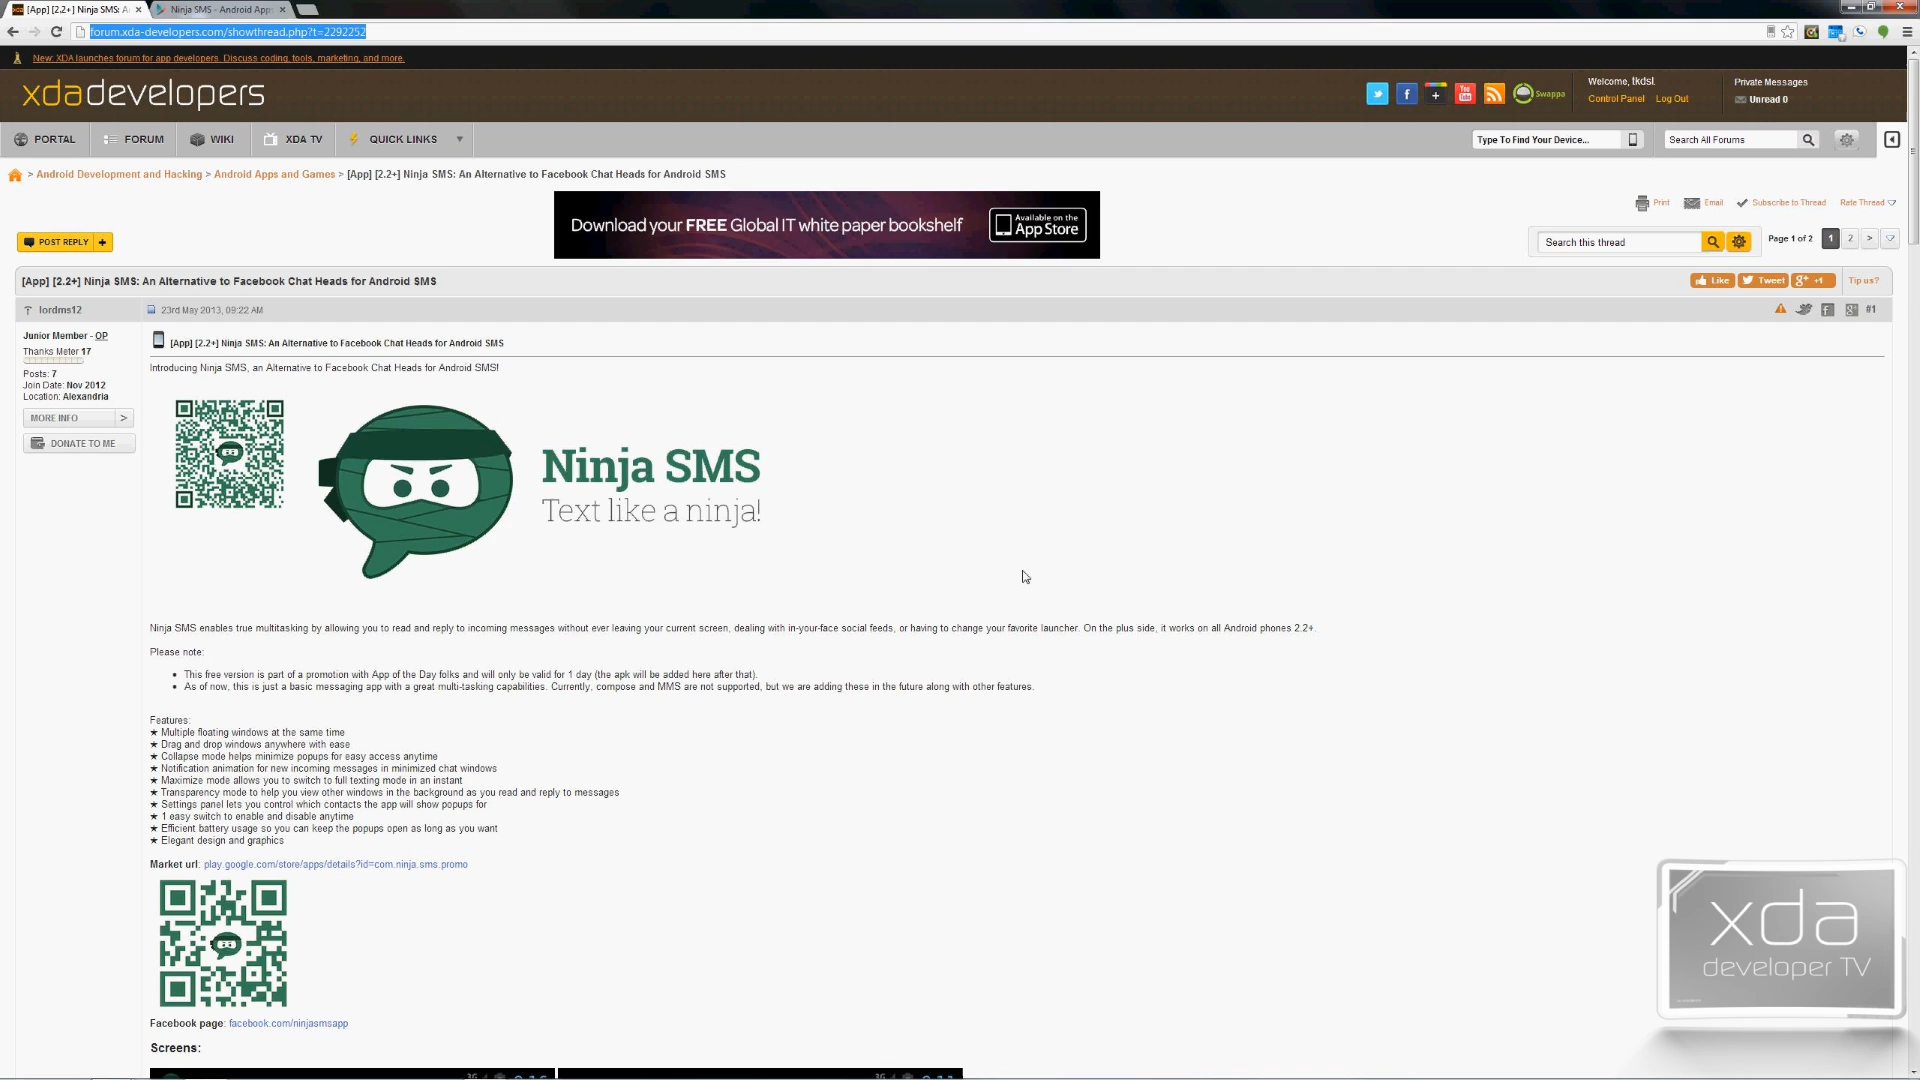 [App] [2.2+] Ninja SMS: A
Ninja SMS - Android Apps
forum.xda-developers.com/showthread.php?t=2292252
New: XDA launches forum for app developers. Discuss coding, tools, marketing, and more.
xdadevelopers
Swappa
Welcome, tkdsl.
Control Panel Log Out
Private Messages
Unread 0
PORTAL FORUM WIKI XDA TV QUICK LINKS
Type To Find Your Device...
Search All Forums
> Android Development and Hacking > Android Apps and Games > [App] [2.2+] Ninja SMS: An Alternative to Facebook Chat Heads for Android SMS
Download your FREE Global IT white paper bookshelf
Available on the
App Store
Print Email Subscribe to Thread Rate Thread
POST REPLY +
Search this thread
Page 1 of 2 1 2 >
[App] [2.2+] Ninja SMS: An Alternative to Facebook Chat Heads for Android SMS
Like Tweet g+ +1 Tip us?
lordms12
23rd May 2013, 09:22 AM
#1
Junior Member - OP
Thanks Meter 17
Posts: 7
Join Date: Nov 2012
Location: Alexandria
MORE INFO >
DONATE TO ME
[App] [2.2+] Ninja SMS: An Alternative to Facebook Chat Heads for Android SMS
Introducing Ninja SMS, an Alternative to Facebook Chat Heads for Android SMS!
Ninja SMS
Text like a ninja!
Ninja SMS enables true multitasking by allowing you to read and reply to incoming messages without ever leaving your current screen, dealing with in-your-face social feeds, or having to change your favorite launcher. On the plus side, it works on all Android phones 2.2+.
Please note:
• This free version is part of a promotion with App of the Day folks and will only be valid for 1 day (the apk will be added here after that).
• As of now, this is just a basic messaging app with a great multi-tasking capabilities. Currently, compose and MMS are not supported, but we are adding these in the future along with other features.
Features:
★ Multiple floating windows at the same time
★ Drag and drop windows anywhere with ease
★ Collapse mode helps minimize popups for easy access anytime
★ Notification animation for new incoming messages in minimized chat windows
★ Maximize mode allows you to switch to full texting mode in an instant
★ Transparency mode to help you view other windows in the background as you read and reply to messages
★ Settings panel lets you control which contacts the app will show popups for
★ 1 easy switch to enable and disable anytime
★ Efficient battery usage so you can keep the popups open as long as you want
★ Elegant design and graphics
Market url: play.google.com/store/apps/details?id=com.ninja.sms.promo
Facebook page: facebook.com/ninjasmsapp
Screens:
xda
developer TV